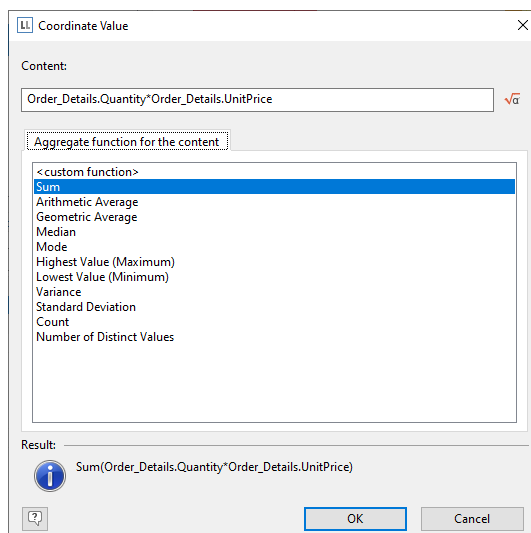 LL Coordinate Value
Content:
Order_Details.Quantity*Order_Details.UnitPrice
√α
Aggregate function for the content
<custom function>
Sum
Arithmetic Average
Geometric Average
Median
Mode
Highest Value (Maximum)
Lowest Value (Minimum)
Variance
Standard Deviation
Count
Number of Distinct Values
Result:
Sum(Order_Details.Quantity*Order_Details.UnitPrice)
OK
Cancel